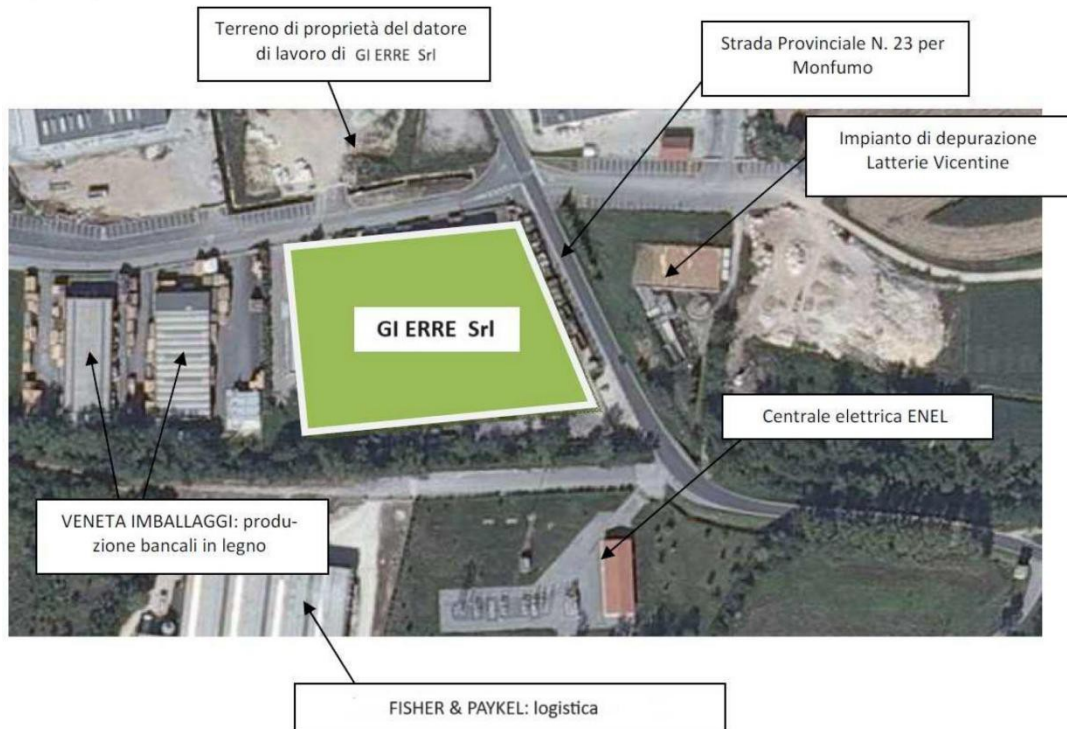 Terreno di proprietà del datore
di lavoro di GI ERRE Srl
Strada Provinciale N. 23 per
Monfumo
Impianto di depurazione
Latterie Vicentine
GI ERRE Srl
Centrale elettrica ENEL
VENETA IMBALLAGGI: produ-
zione bancali in legno
FISHER & PAYKEL: logistica